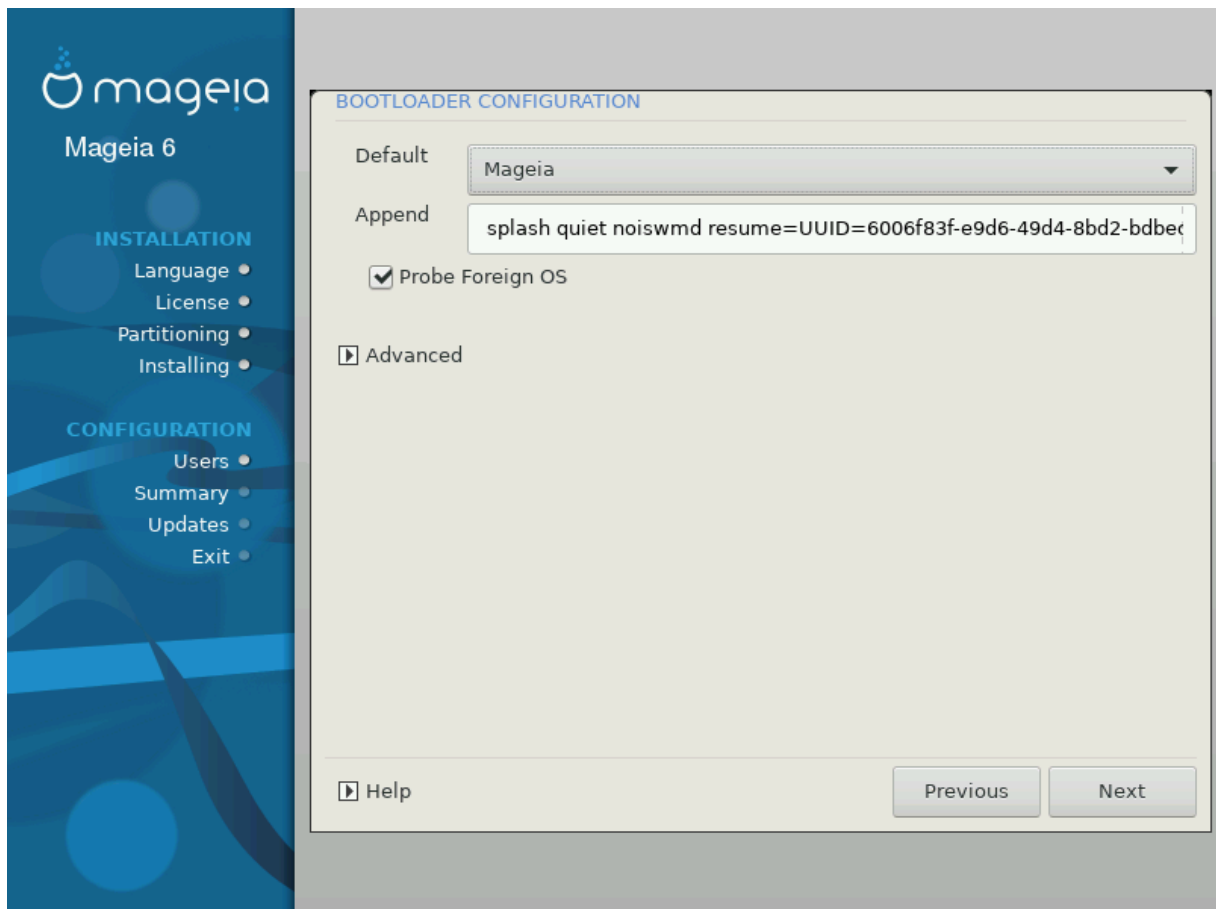 mageia
Mageia 6
INSTALLATION
Language
License
Partitioning
Installing
CONFIGURATION
Users
Summary
Updates
Exit
BOOTLOADER CONFIGURATION
Default
Mageia
Append
splash quiet noiswmd resume=UUID=6006f83f-e9d6-49d4-8bd2-bdbec
Probe Foreign OS
Advanced
Help
Previous
Next